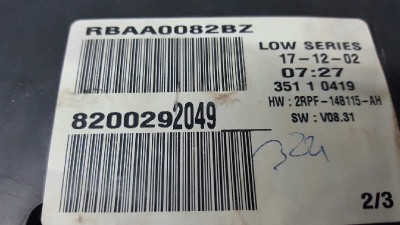 RBAA0082BZ
LOW SERIES
17-12-02
07:27
351 1 0419
HW : 2RPF-14B115-AH
SW : V08.31
8200292049
324
2/3